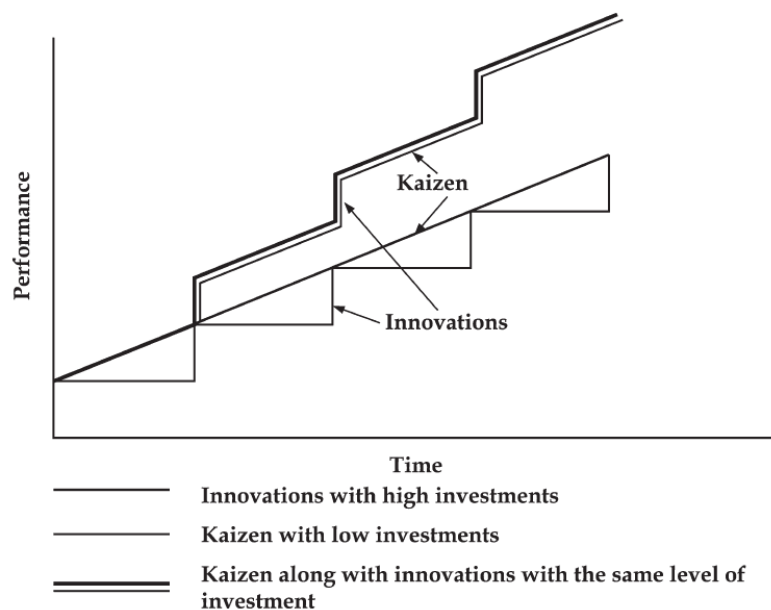 Performance
Kaizen
Innovations
Time
Innovations with high investments
Kaizen with low investments
Kaizen along with innovations with the same level of
investment